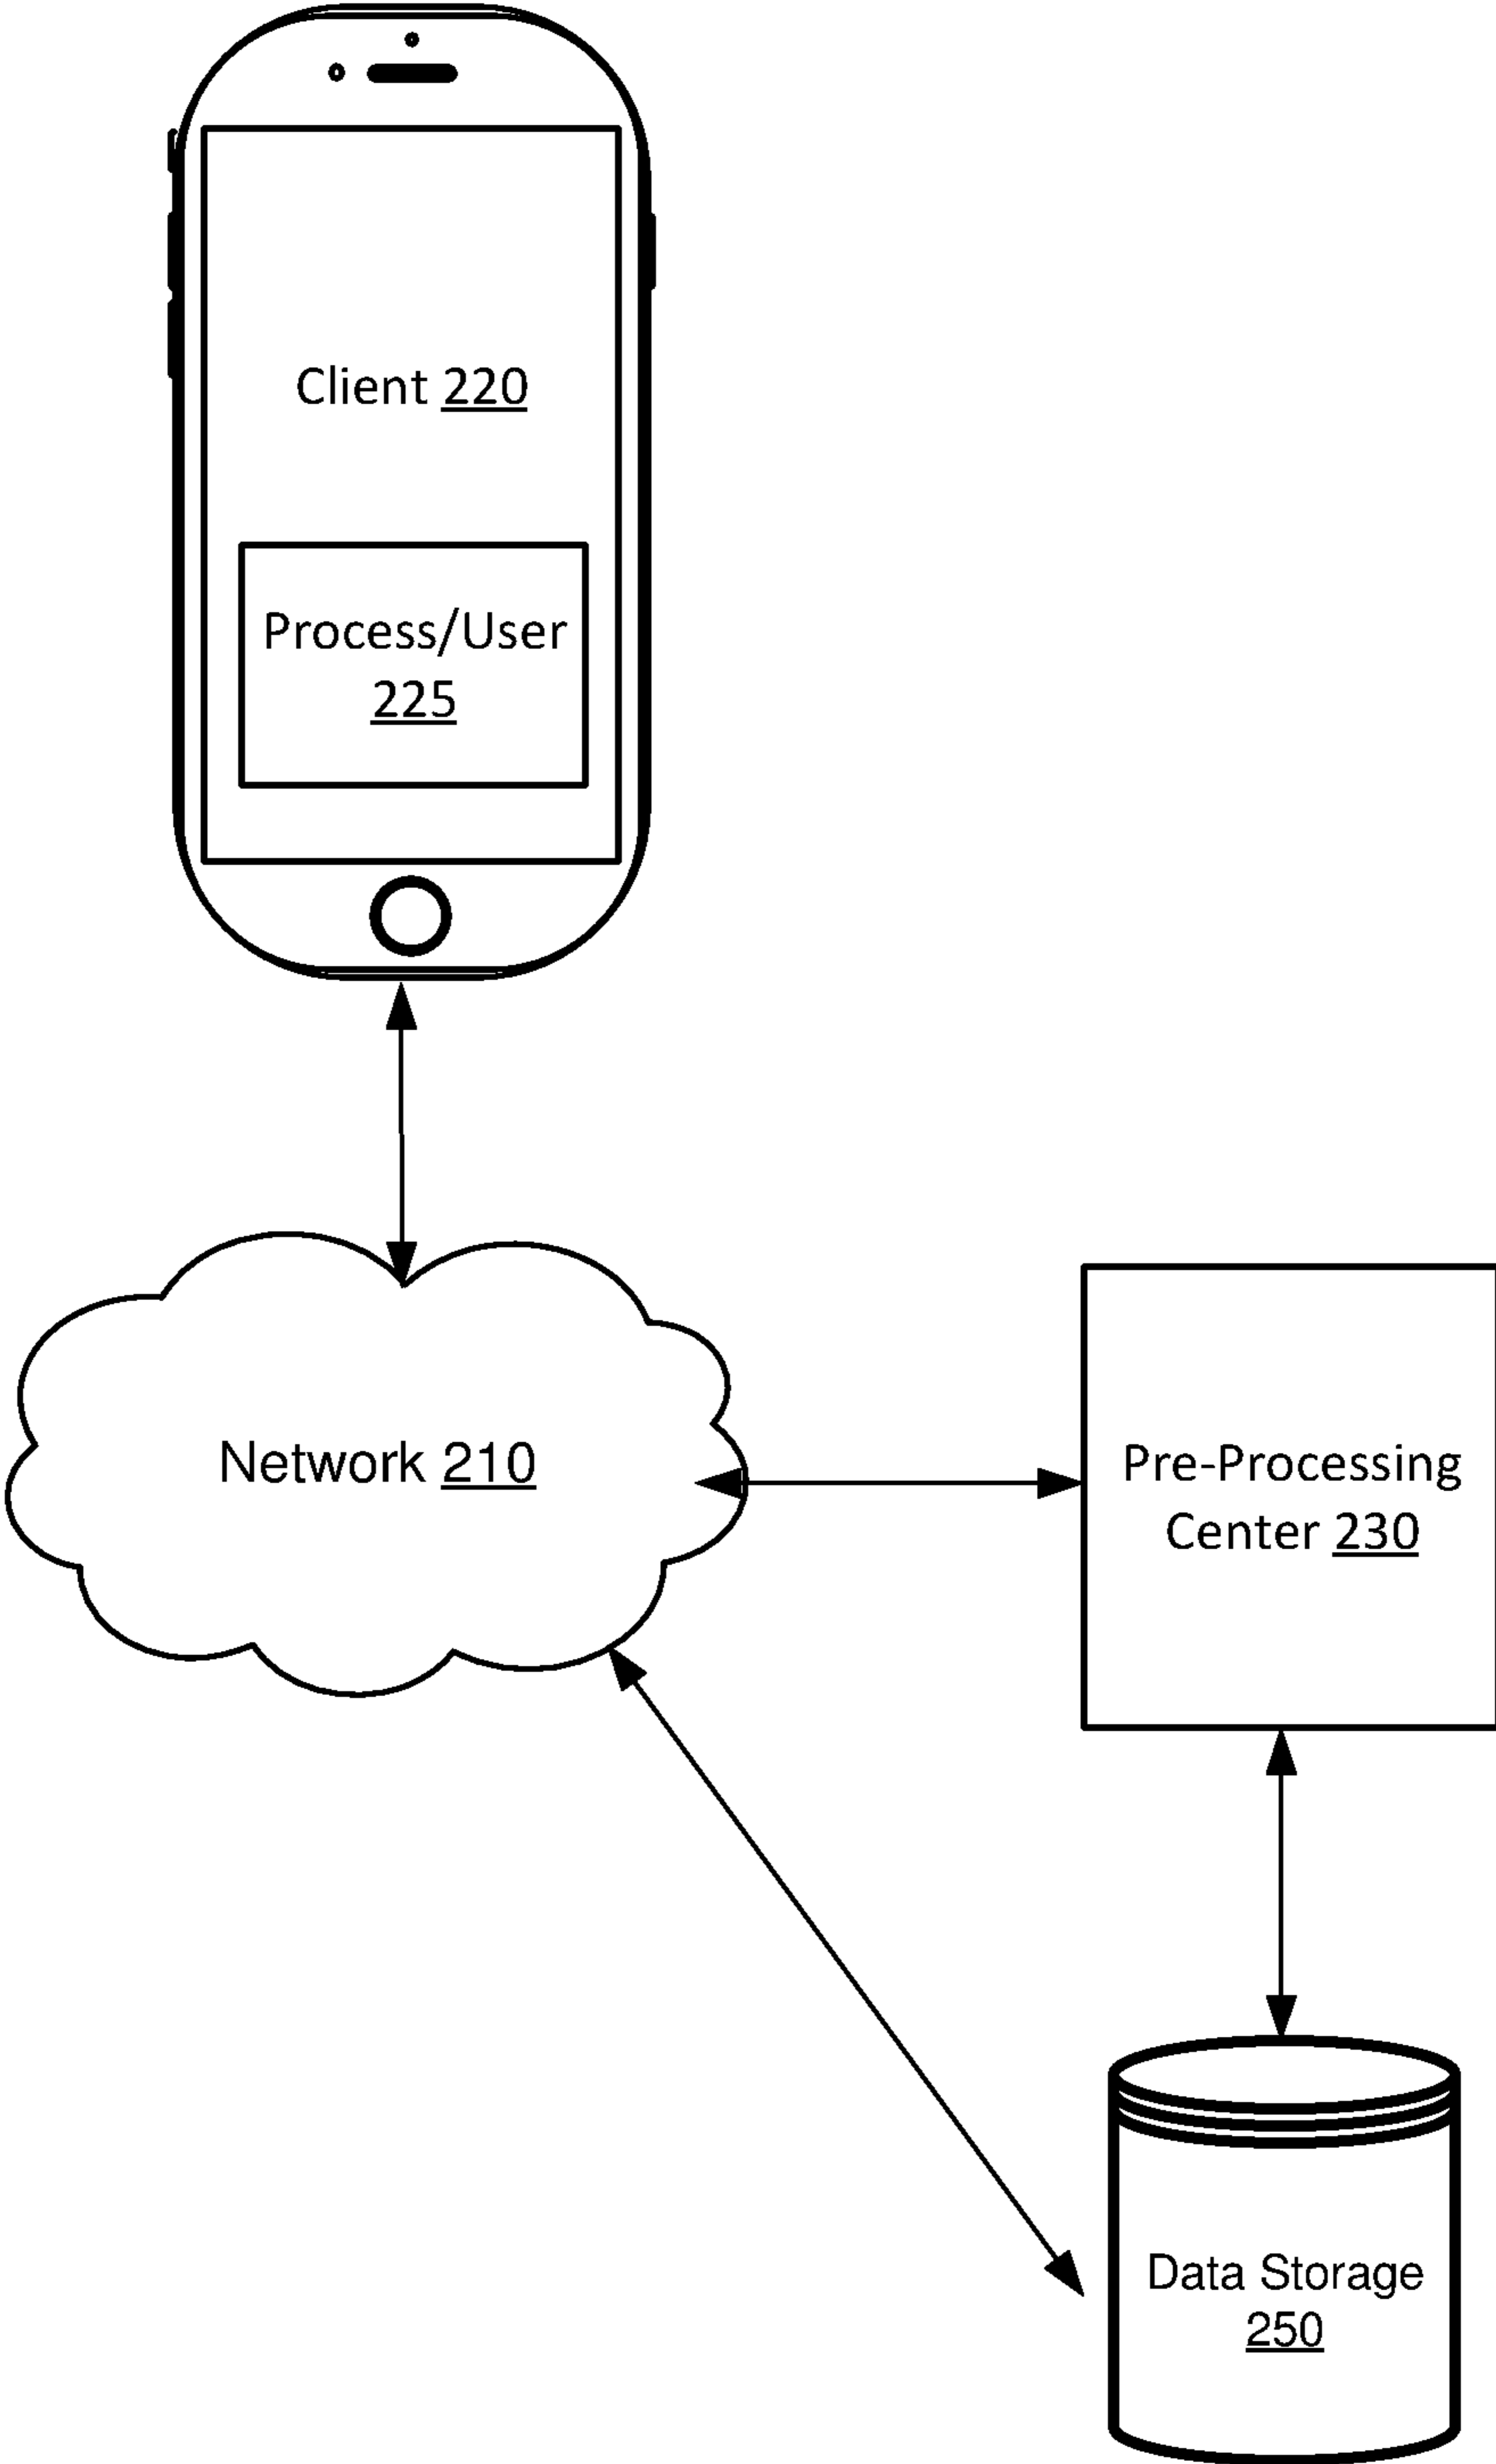 Client 220
Process/User
225
Network 210
Pre-Processing
Center 230
Data Storage
250